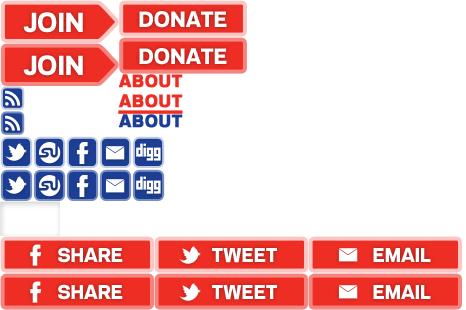 JOIN
DONATE
JOIN
DONATE
ABOUT
ABOUT
ABOUT
digg
digg
SHARE
TWEET
EMAIL
SHARE
TWEET
EMAIL